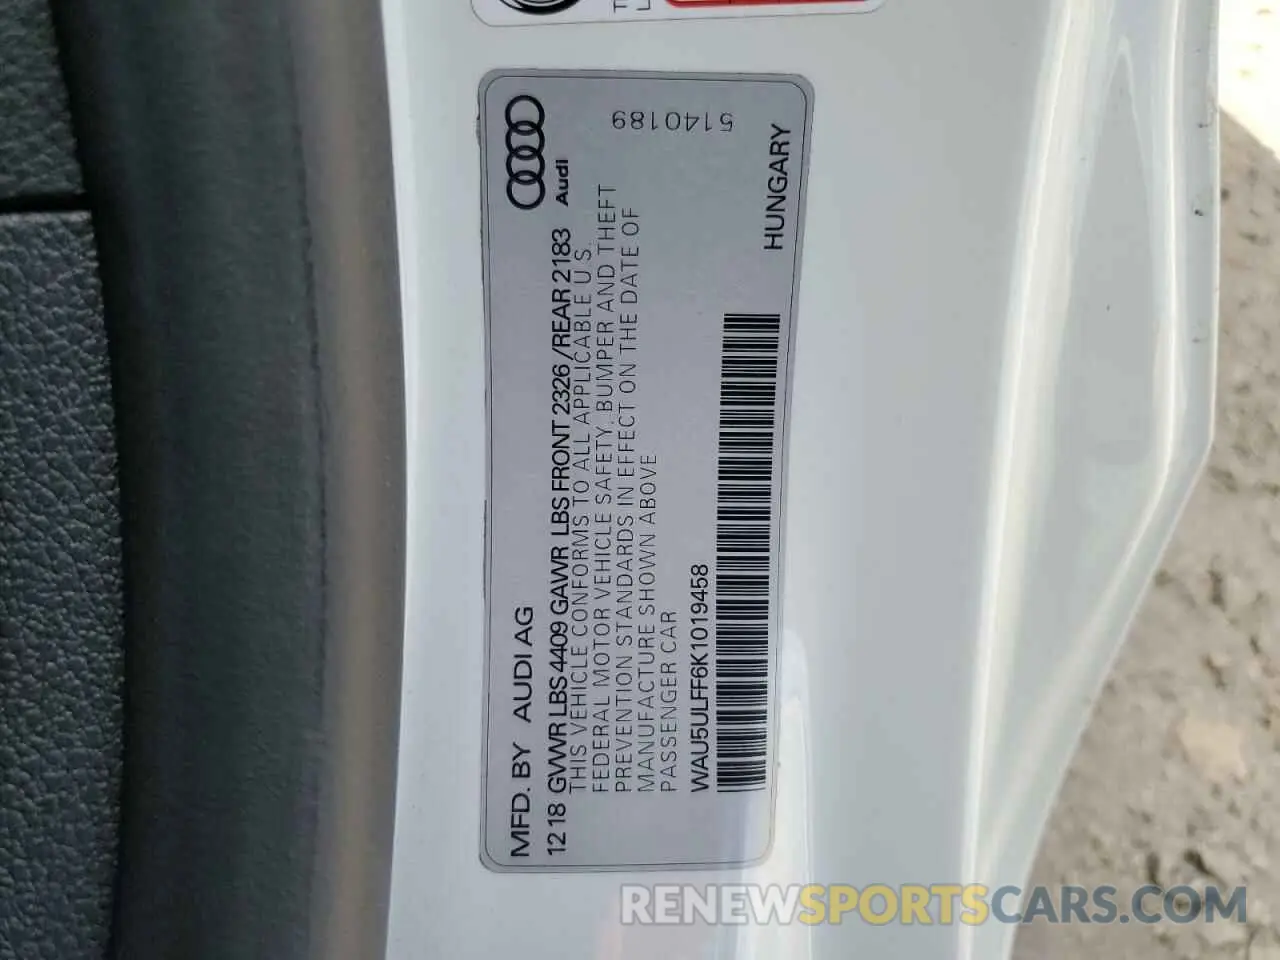 MFD. BY AUDI AG
12 18 GVWR LBS 4409 GAWR LBS FRONT 2326 /REAR 2183 Audi
THIS VEHICLE CONFORMS TO ALL APPLICABLE U S.
FEDERAL MOTOR VEHICLE SAFETY, BUMPER AND THEFT
PREVENTION STANDARDS IN EFFECT ON THE DATE OF
MANUFACTURE SHOWN ABOVE
PASSENGER CAR
5140189
WAU5ULFF6K1019458
HUNGARY
RENEWSPORTSCARS.COM